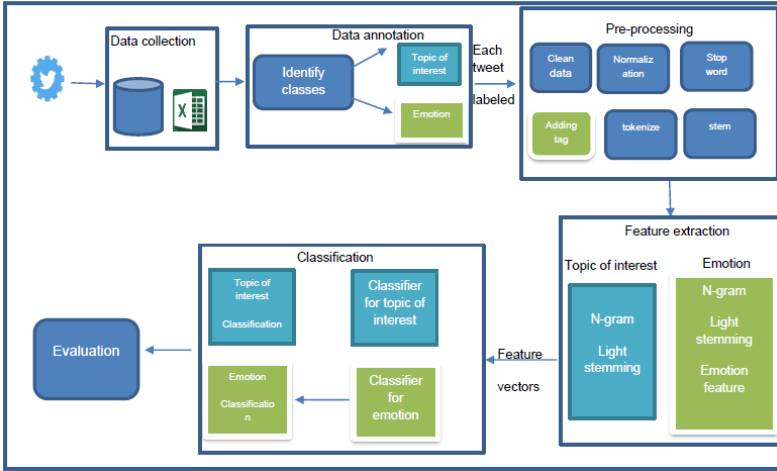 Data collection
Data annotation
Identify
classes
Topic of
interest
Emotion
Each
tweet
labeled
Pre-processing
Clean
data
Normaliz
ation
Stop
word
Adding
tag
tokenize
stem
Feature extraction
Topic of interest
N-gram
Light
stemming
Emotion
N-gram
Light
stemming
Emotion
feature
Feature
vectors
Classification
Topic of
interest
Classification
Classifier
for topic of
interest
Emotion
Classificatio
n
Classifier
for
emotion
Evaluation